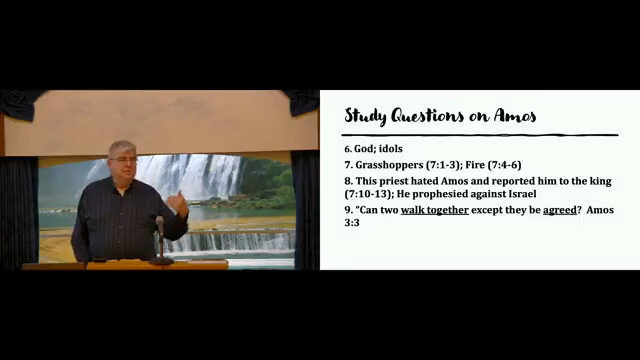 Study Questions on Amos
6. God; idols
7. Grasshoppers (7:1-3); Fire (7:4-6)
8. This priest hated Amos and reported him to the king
(7:10-13); He prophesied against Israel
9. "Can two walk together except they be agreed?  Amos
3:3